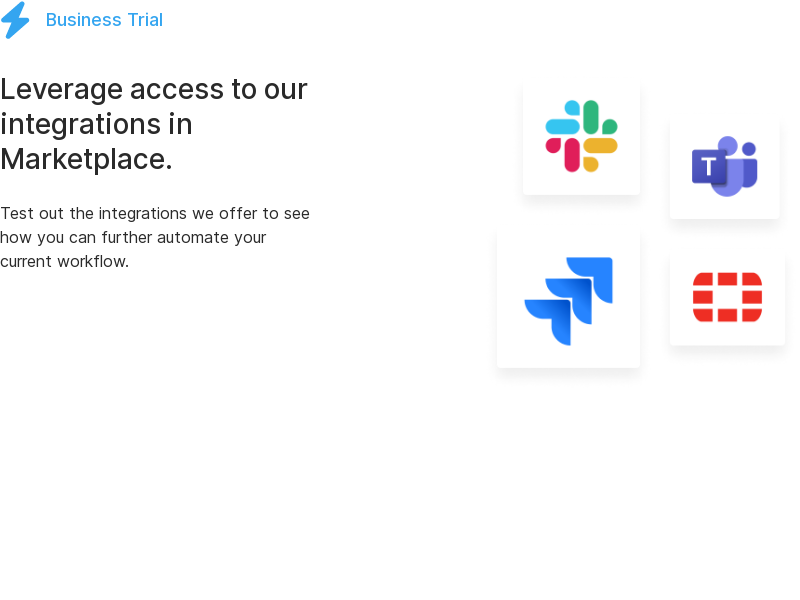 Business Trial
Leverage access to our
integrations in
Marketplace.
Test out the integrations we offer to see
how you can further automate your
current workflow.
T